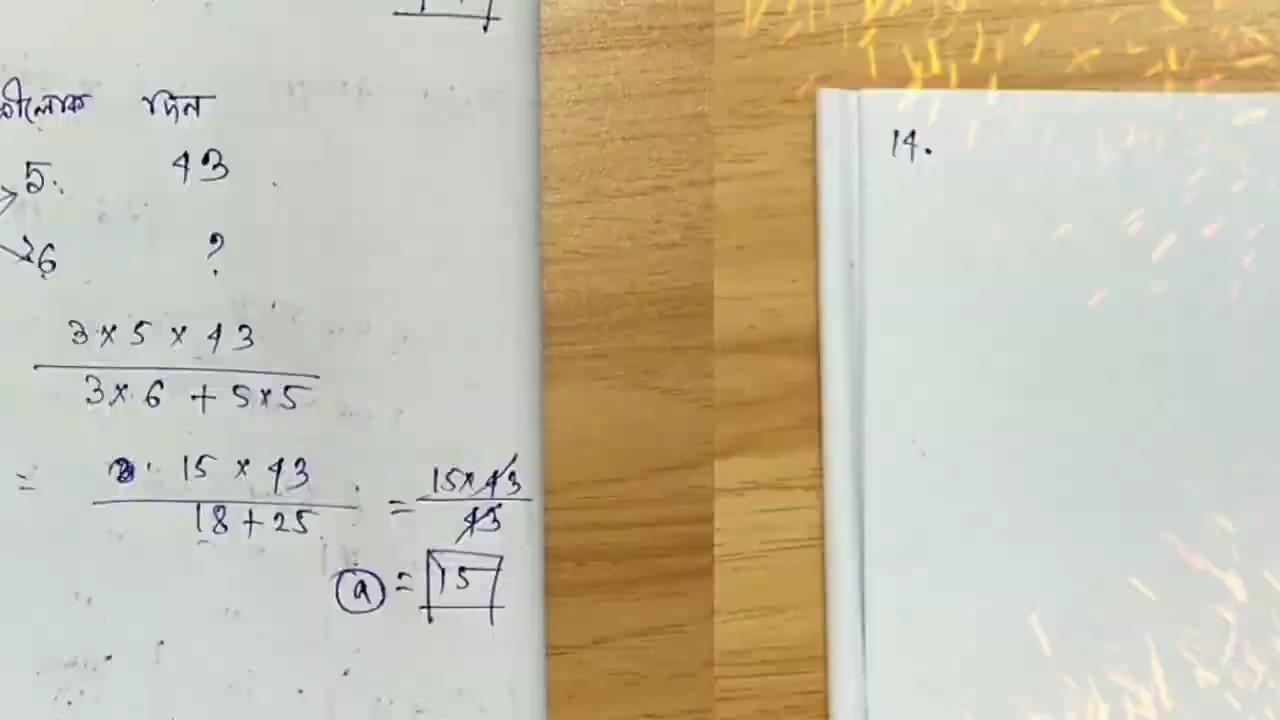 দিন
5. 43
6 ?
3 × 5 × 43
3 × 6 + 5 × 5
= 15 × 43 = 15 × 43
18 + 25 43
(a) = 15
14.